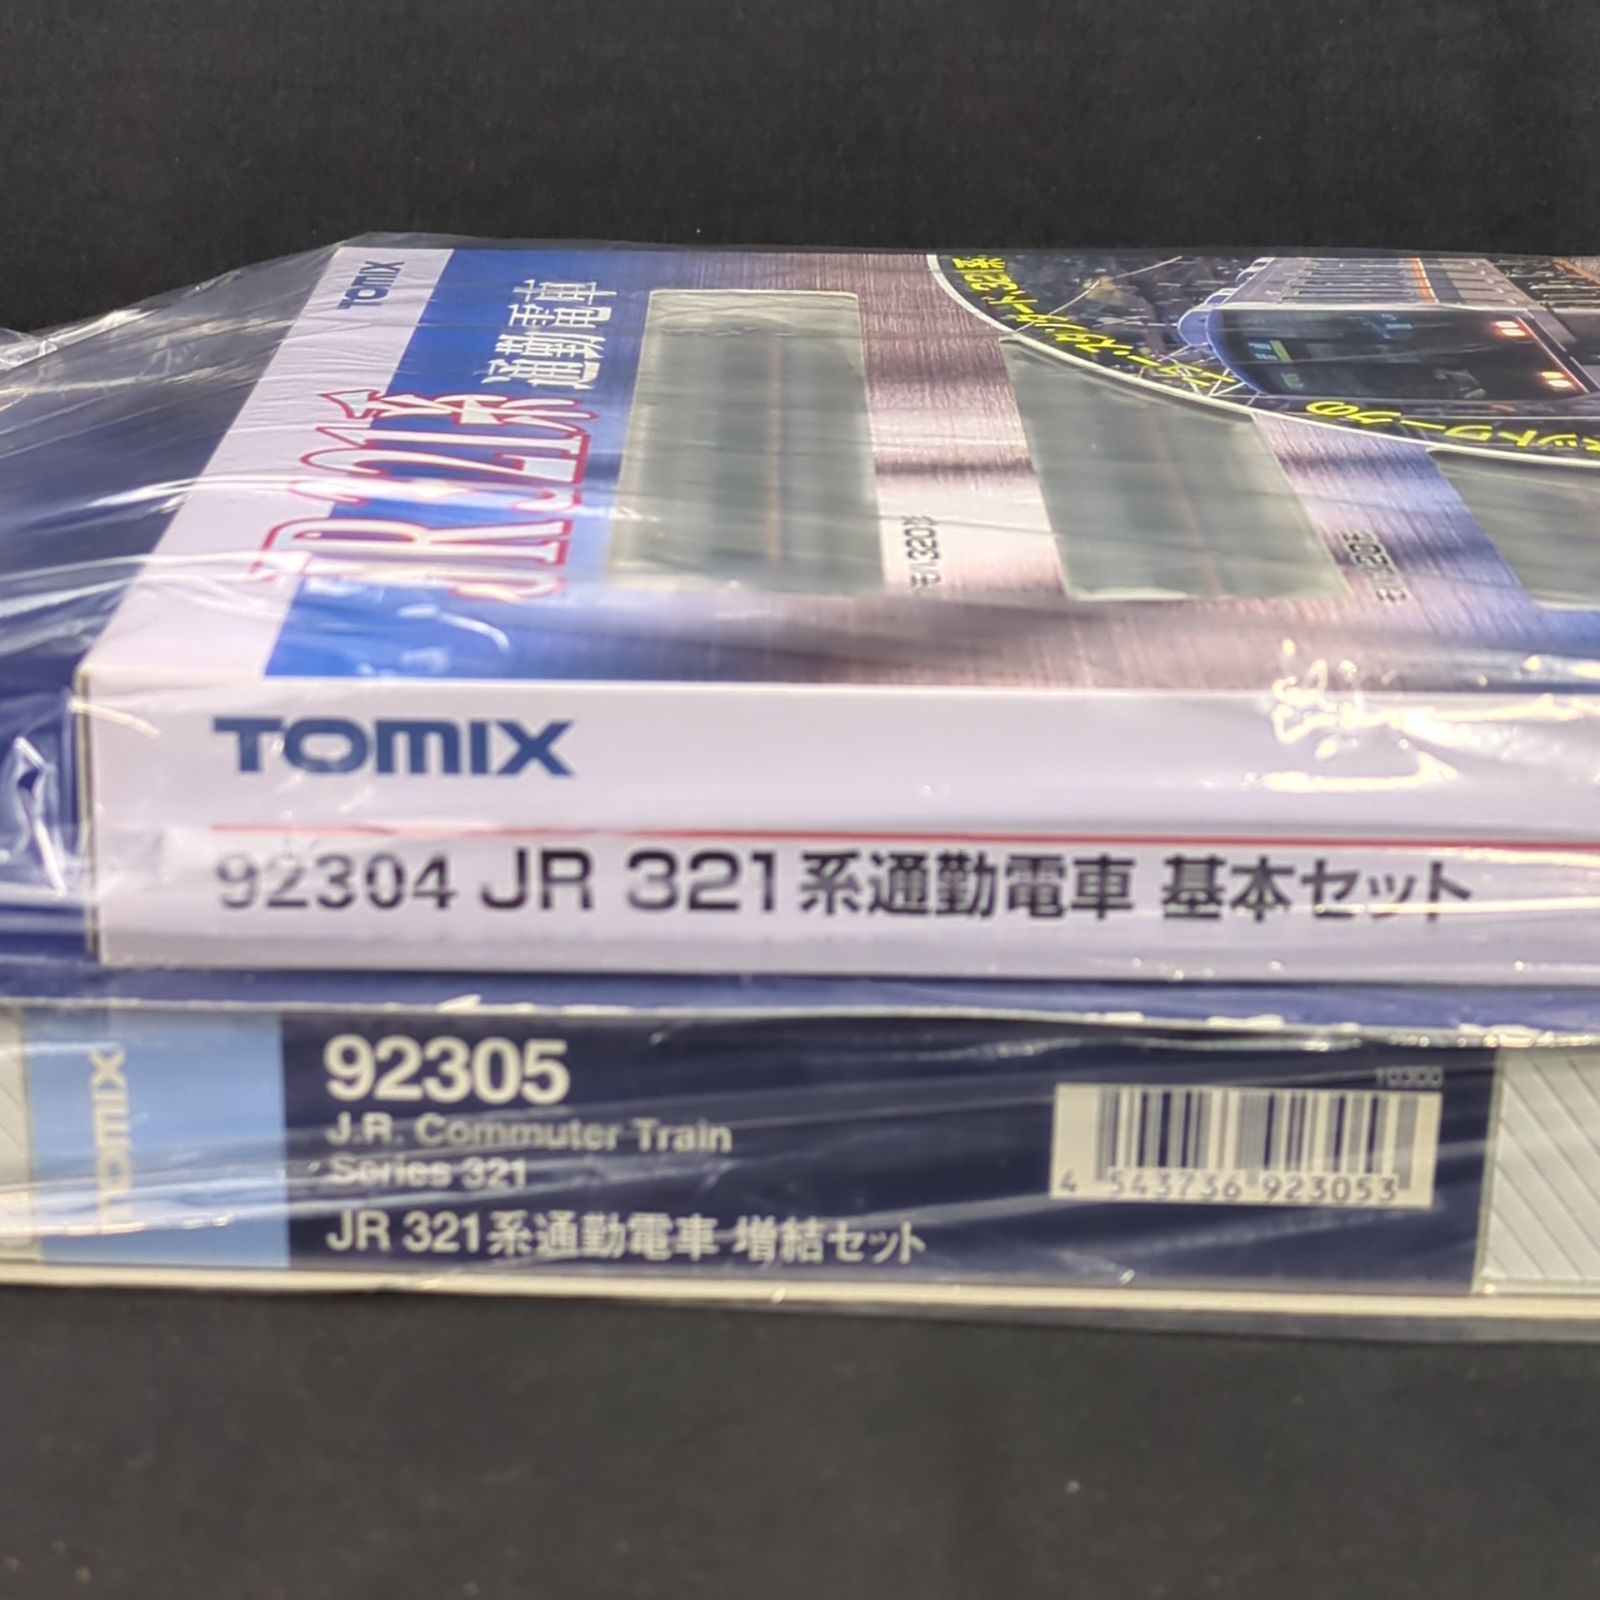 TOMIX
JR 321系 通勤電車
TOMIX
92304 JR 321系通勤電車 基本セット
TOMIX
92305
J.R. Commuter Train
Series 321
JR 321系通勤電車 増結セット
10300
4 543736 923053